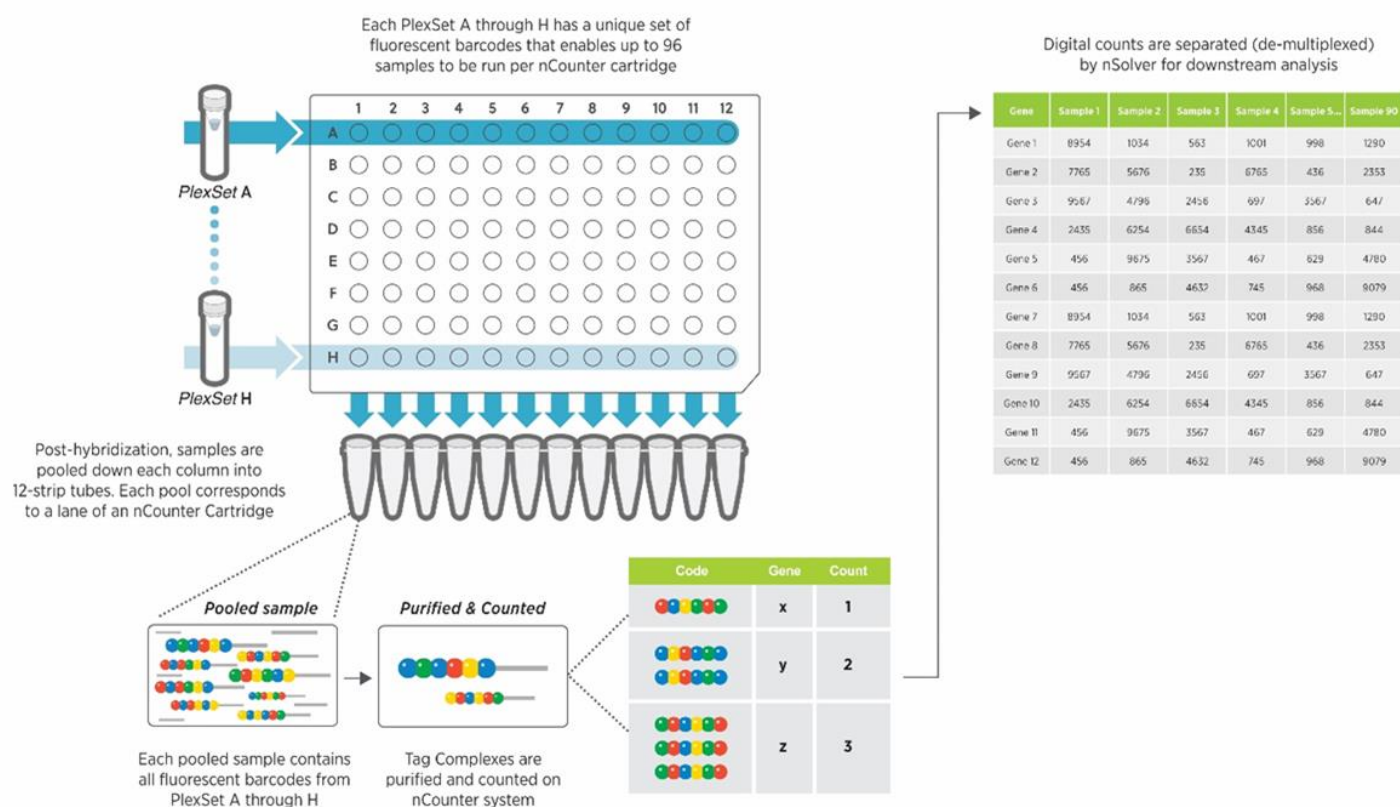 Each PlexSet A through H has a unique set of
fluorescent barcodes that enables up to 96
samples to be run per nCounter cartridge
1 2 3 4 5 6 7 8 9 10 11 12
A
B
C
D
E
F
G
H
PlexSet A
PlexSet H
Post-hybridization, samples are
pooled down each column into
12-strip tubes. Each pool corresponds
to a lane of an nCounter Cartridge
Pooled sample
Each pooled sample contains
all fluorescent barcodes from
PlexSet A through H
Purified & Counted
Tag Complexes are
purified and counted on
nCounter system
Code Gene Count
x 1
y 2
z 3
Digital counts are separated (de-multiplexed)
by nSolver for downstream analysis
Gene Sample 1 Sample 2 Sample 3 Sample 4 Sample 5... Sample 90
Gene 1 8954 1034 563 1001 998 1290
Gene 2 7765 5676 235 6765 436 2353
Gene 3 9567 4796 2456 697 3567 647
Gene 4 2435 6254 6654 4345 856 844
Gene 5 456 9675 3567 467 629 4780
Gene 6 456 865 4632 745 968 9079
Gene 7 8954 1034 563 1001 998 1290
Gene 8 7765 5676 235 6765 436 2353
Gene 9 9567 4796 2456 697 3567 647
Gene 10 2435 6254 6654 4345 856 844
Gene 11 456 9675 3567 467 629 4780
Gene 12 456 865 4632 745 968 9079